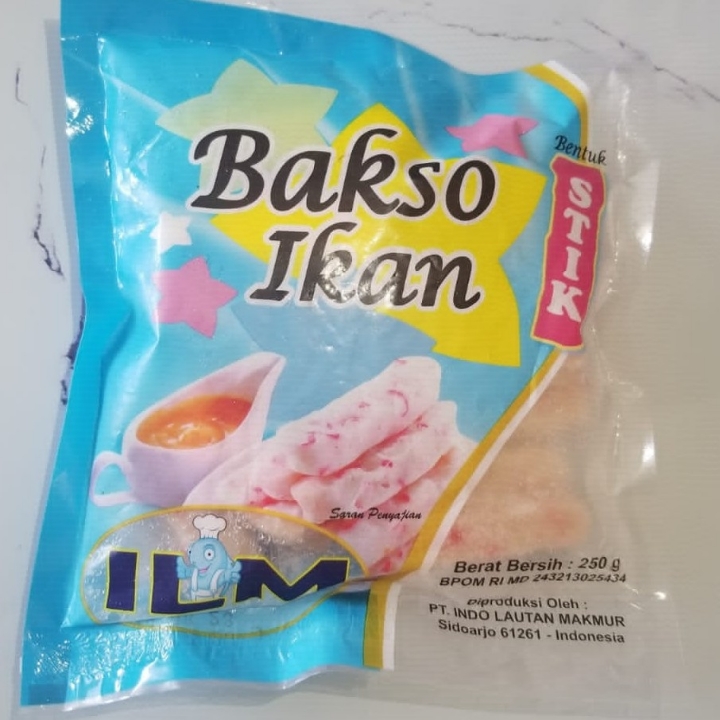 Bakso
Ikan
Bentuk
STIK
Saran Penyajian
ILM
Berat Bersih : 250 g
BPOM RI MD 243213025434
Diproduksi Oleh :
PT. INDO LAUTAN MAKMUR
Sidoarjo 61261 - Indonesia